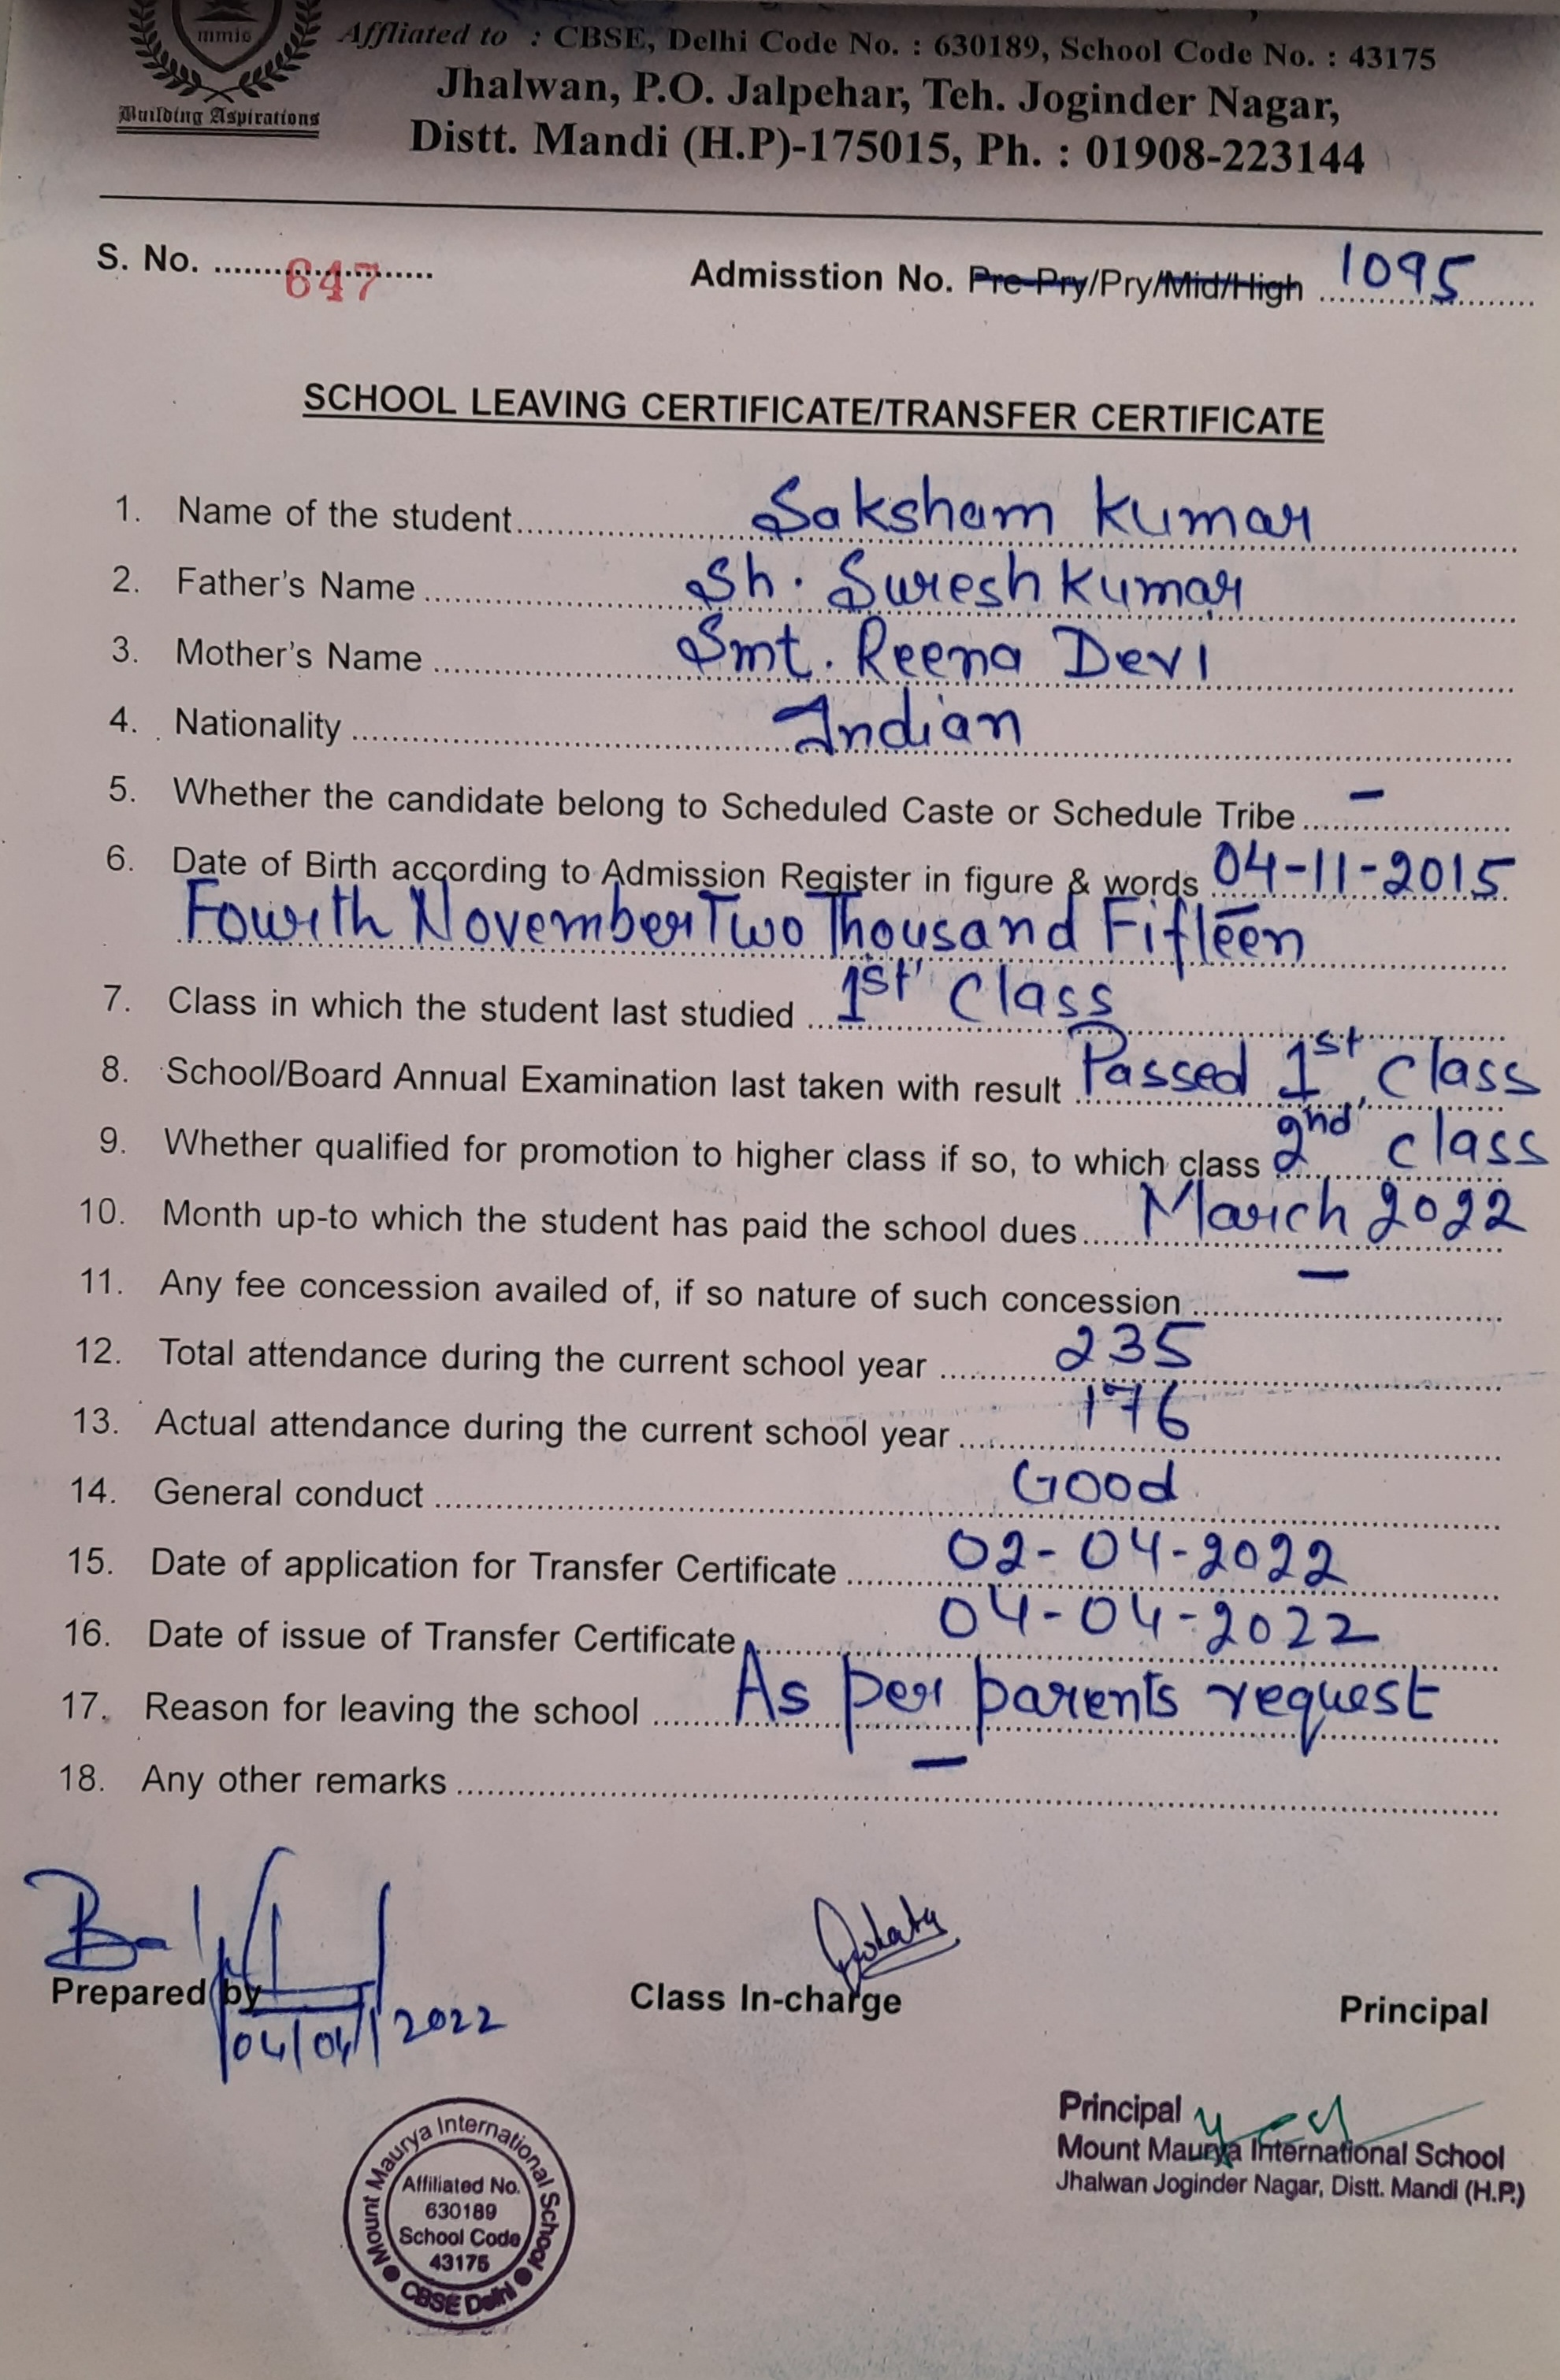 mmis
Building Aspirations
Affliated to : CBSE, Delhi Code No. : 630189, School Code No. : 43175
Jhalwan, P.O. Jalpehar, Teh. Joginder Nagar,
Distt. Mandi (H.P)-175015, Ph. : 01908-223144
S. No. ...................... 647
Admisstion No. Pre-Pry/Pry/Mid/High 1095
SCHOOL LEAVING CERTIFICATE/TRANSFER CERTIFICATE
1. Name of the student Saksham Kumar
2. Father's Name Sh. Suresh Kumar
3. Mother's Name Smt. Reena Devi
4. Nationality Indian
5. Whether the candidate belong to Scheduled Caste or Schedule Tribe –
6. Date of Birth according to Admission Register in figure & words 04-11-2015
Fourth November Two Thousand Fifteen
7. Class in which the student last studied 1st Class
8. School/Board Annual Examination last taken with result Passed 1st Class
9. Whether qualified for promotion to higher class if so, to which class 2nd class
10. Month up-to which the student has paid the school dues March 2022
11. Any fee concession availed of, if so nature of such concession –
12. Total attendance during the current school year 235
13. Actual attendance during the current school year 176
14. General conduct Good
15. Date of application for Transfer Certificate 02-04-2022
16. Date of issue of Transfer Certificate 04-04-2022
17. Reason for leaving the school As per parents request
18. Any other remarks –
Prepared by
04/04/2022
Class In-charge
Principal
Principal
Mount Maurya International School
Jhalwan Joginder Nagar, Distt. Mandi (H.P.)
Mount Maurya International School
Affiliated No.
630189
School Code
43175
CBSE Delhi